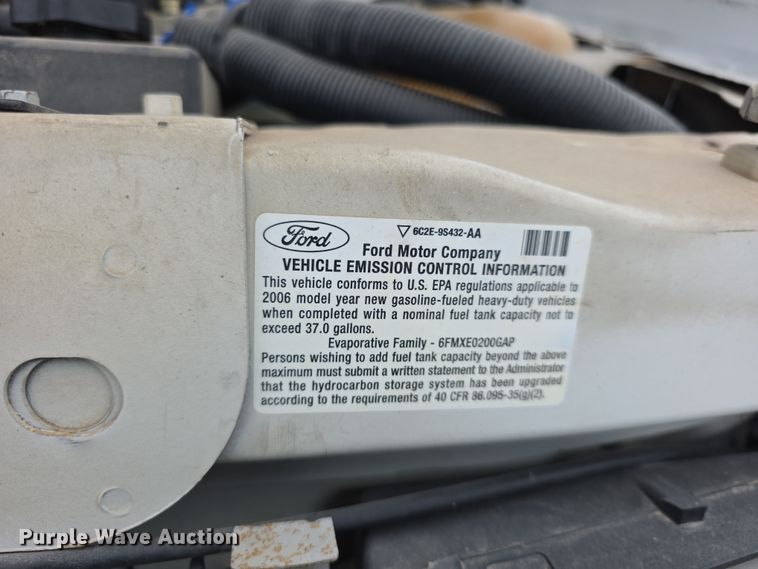 Ford
6C2E-9S432-AA
Ford Motor Company
VEHICLE EMISSION CONTROL INFORMATION
This vehicle conforms to U.S. EPA regulations applicable to
2006 model year new gasoline-fueled heavy-duty vehicles
when completed with a nominal fuel tank capacity not to
exceed 37.0 gallons.
Evaporative Family - 6FMXE0200GAP
Persons wishing to add fuel tank capacity beyond the above
maximum must submit a written statement to the Administrator
that the hydrocarbon storage system has been upgraded
according to the requirements of 40 CFR 86.095-35(g)(2).
Purple Wave Auction